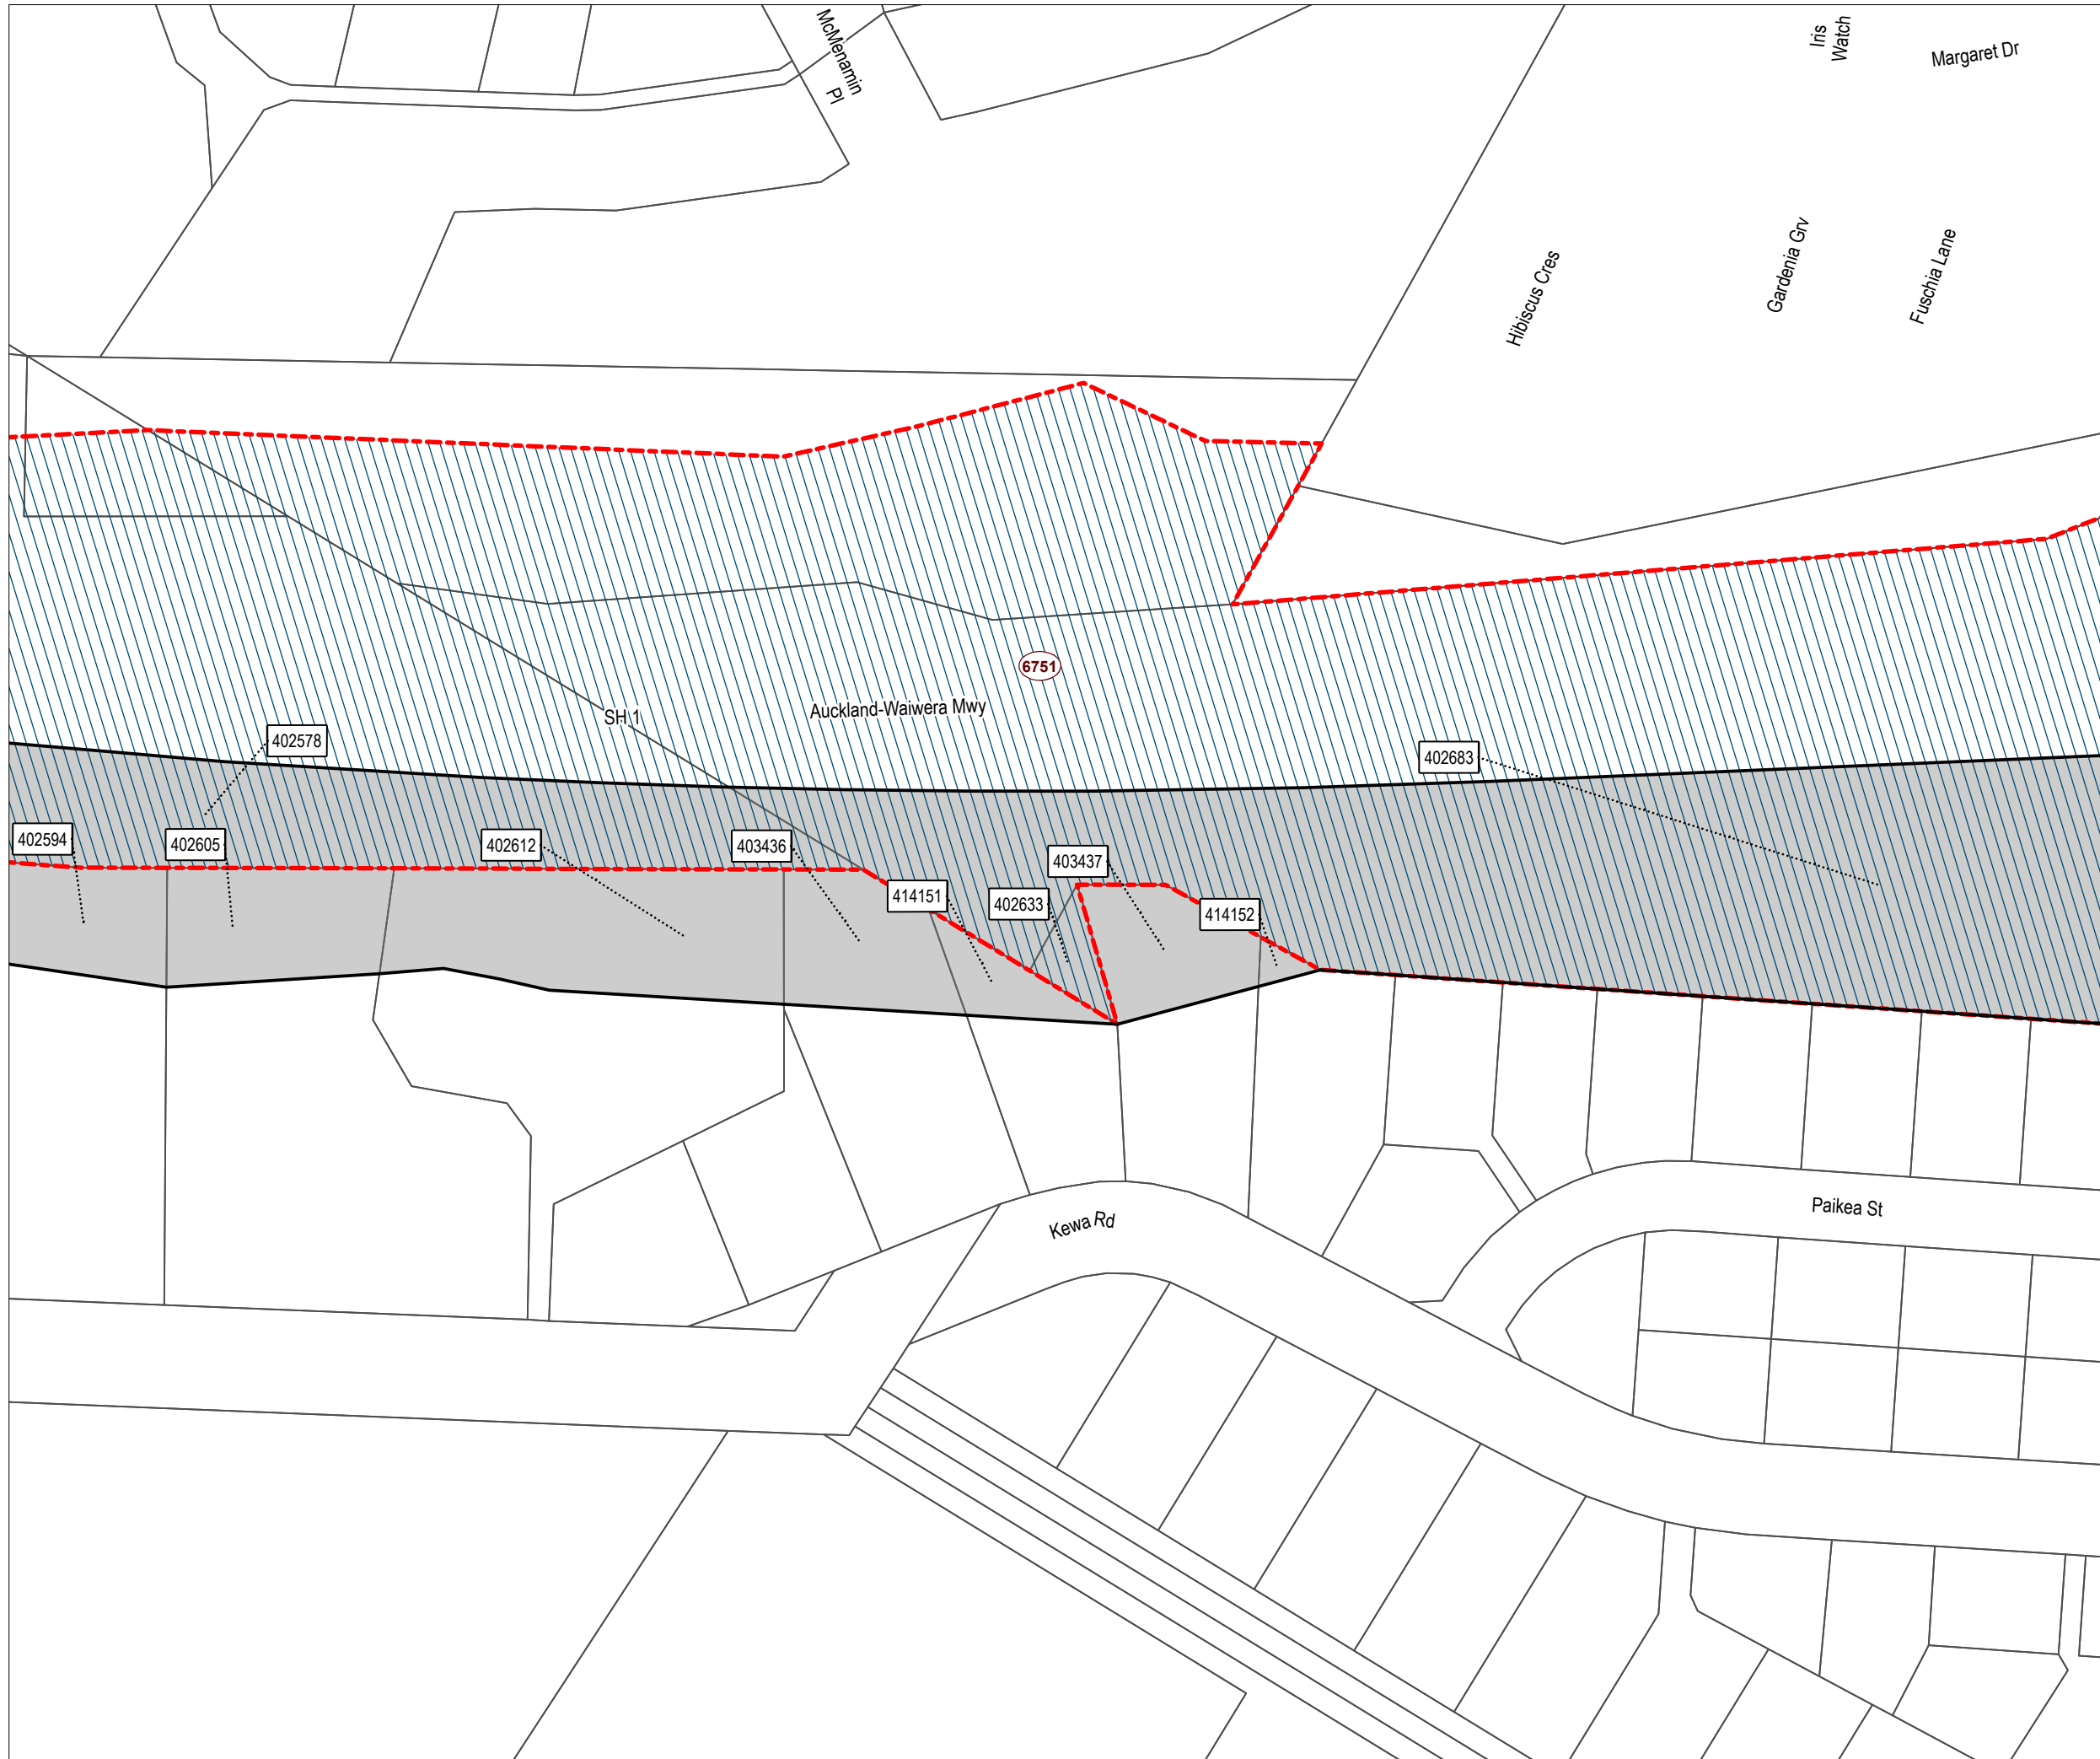 McMenamin
Pl
Iris
Watch
Margaret Dr
Hibiscus Cres
Gardenia Grv
Fuschia Lane
6751
SH 1
Auckland-Waiwera Mwy
402578
402683
402594
402605
402612
403436
403437
414151
402633
414152
Kewa Rd
Paikea St